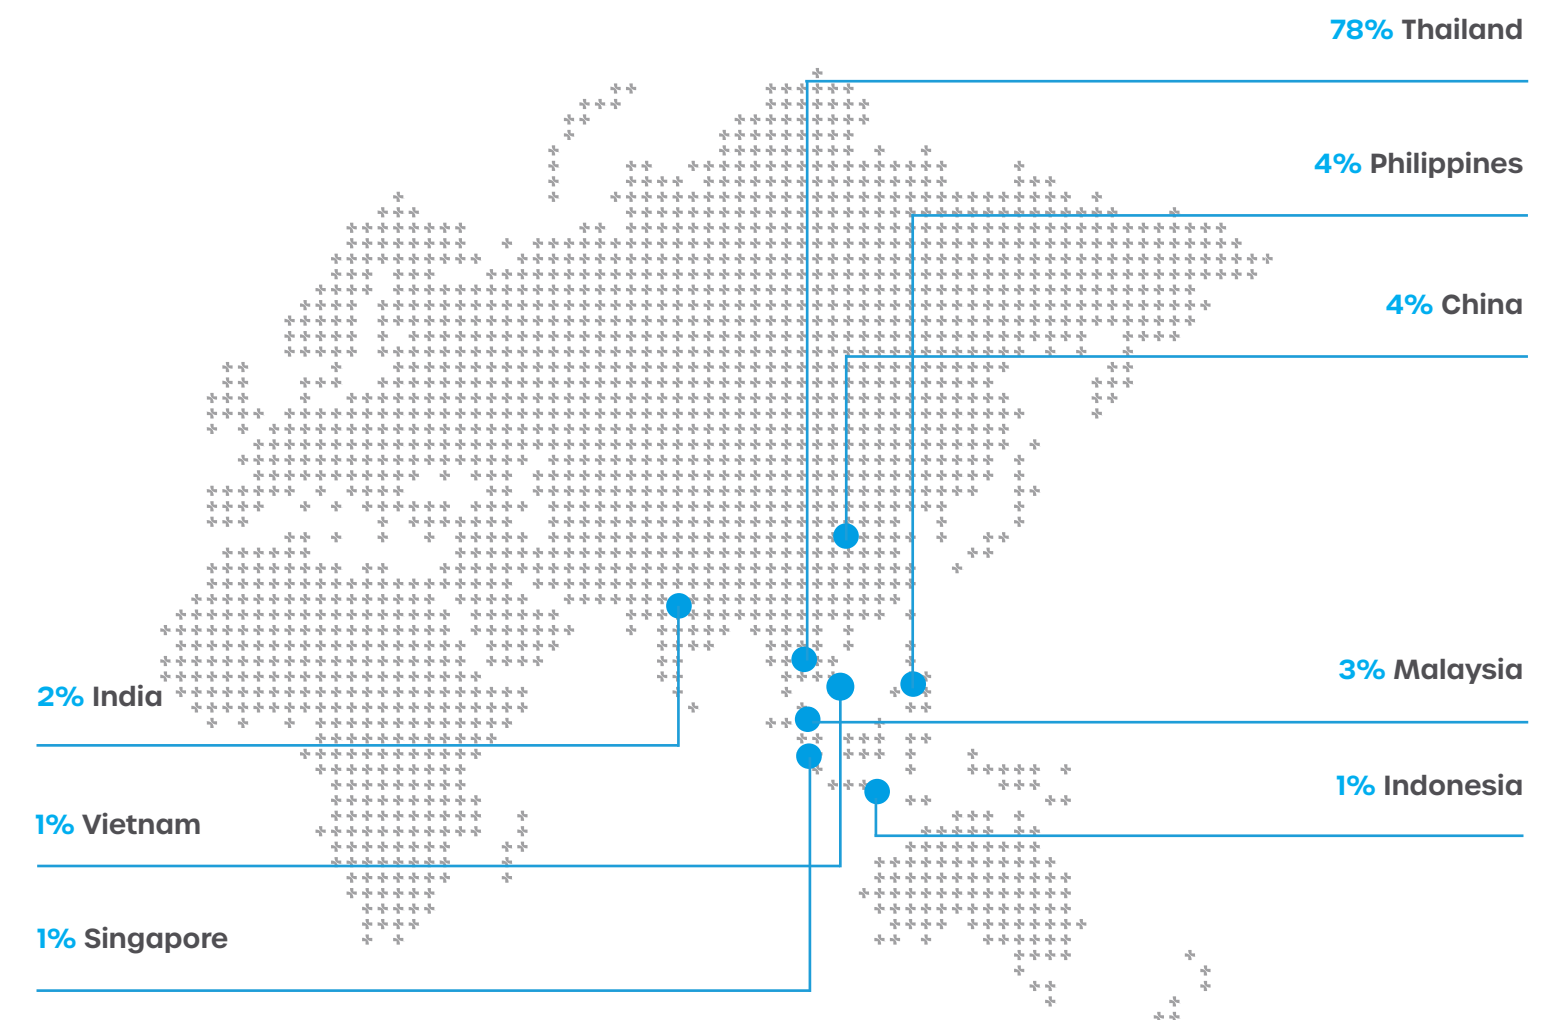 78% Thailand
4% Philippines
4% China
3% Malaysia
2% India
1% Indonesia
1% Vietnam
1% Singapore